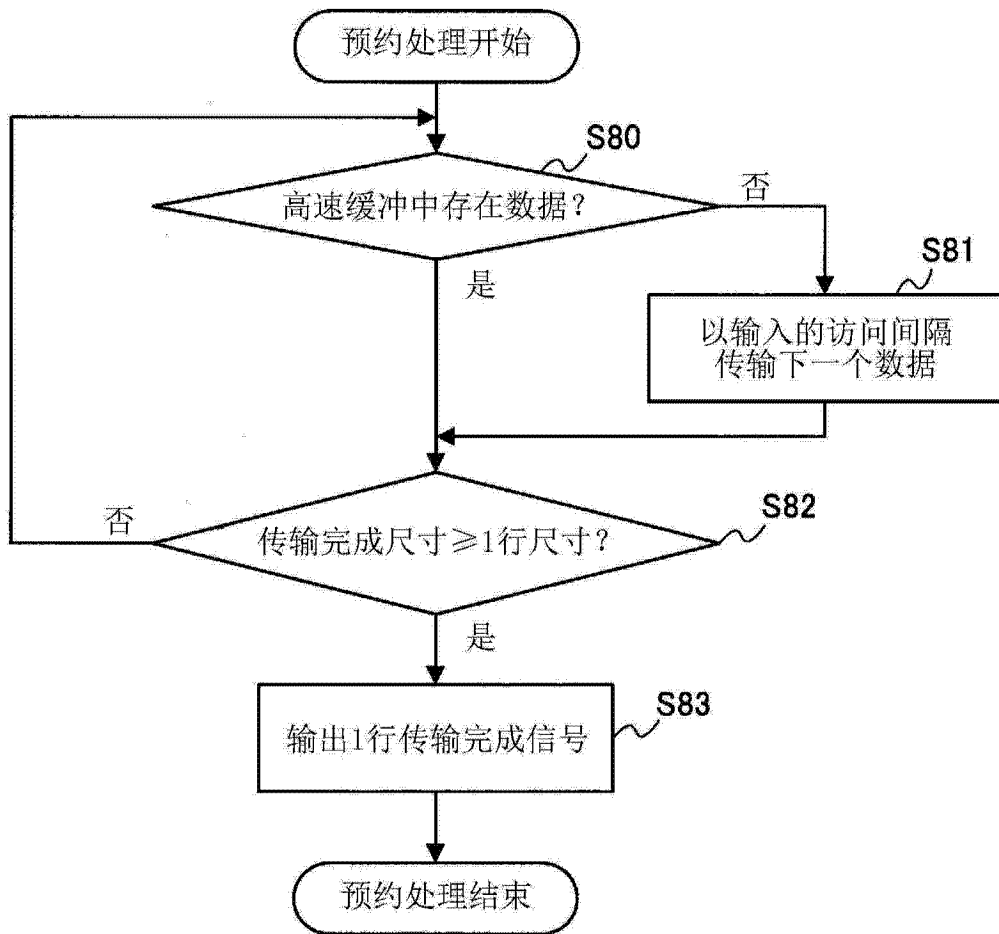 预约处理开始
S80
高速缓冲中存在数据?
否
是
S81
以输入的访问间隔
传输下一个数据
S82
否
传输完成尺寸≥1行尺寸?
是
S83
输出1行传输完成信号
预约处理结束